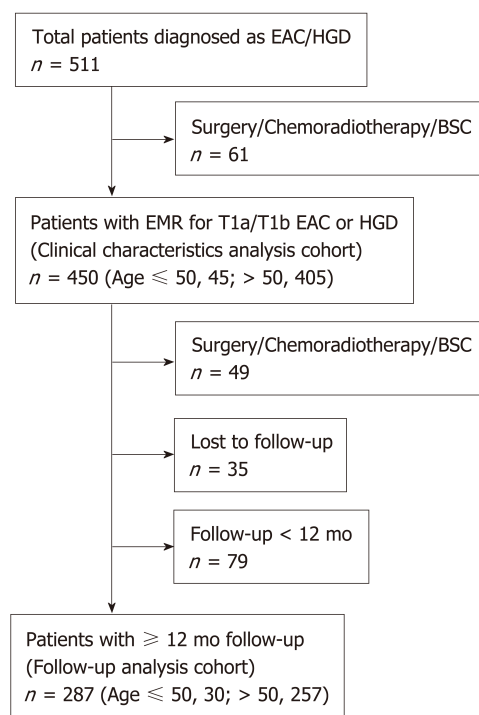 Total patients diagnosed as EAC/HGD
n = 511
Surgery/Chemoradiotherapy/BSC
n = 61
Patients with EMR for T1a/T1b EAC or HGD
(Clinical characteristics analysis cohort)
n = 450 (Age ⩽ 50, 45; > 50, 405)
Surgery/Chemoradiotherapy/BSC
n = 49
Lost to follow-up
n = 35
Follow-up < 12 mo
n = 79
Patients with ⩾ 12 mo follow-up
(Follow-up analysis cohort)
n = 287 (Age ⩽ 50, 30; > 50, 257)